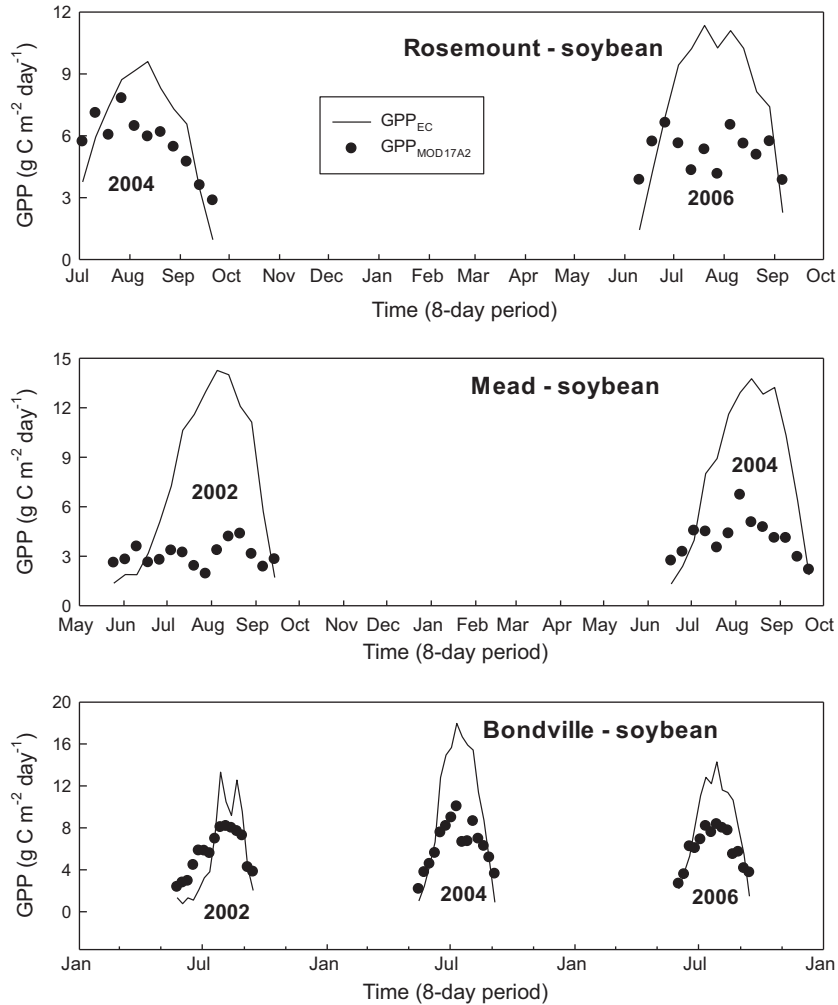 12
9
6
3
0
GPP (g C m-2 day-1)
Rosemount - soybean
GPPEC
GPPMOD17A2
2004
2006
Jul Aug Sep Oct Nov Dec Jan Feb Mar Apr May Jun Jul Aug Sep Oct
Time (8-day period)
15
12
9
6
3
0
GPP (g C m-2 day-1)
Mead - soybean
2002
2004
May Jun Jul Aug Sep Oct Nov Dec Jan Feb Mar Apr May Jun Jul Aug Sep Oct
Time (8-day period)
20
16
12
8
4
0
GPP (g C m-2 day-1)
Bondville - soybean
2002
2004
2006
Jan Jul Jan Jul Jan Jul Jan
Time (8-day period)